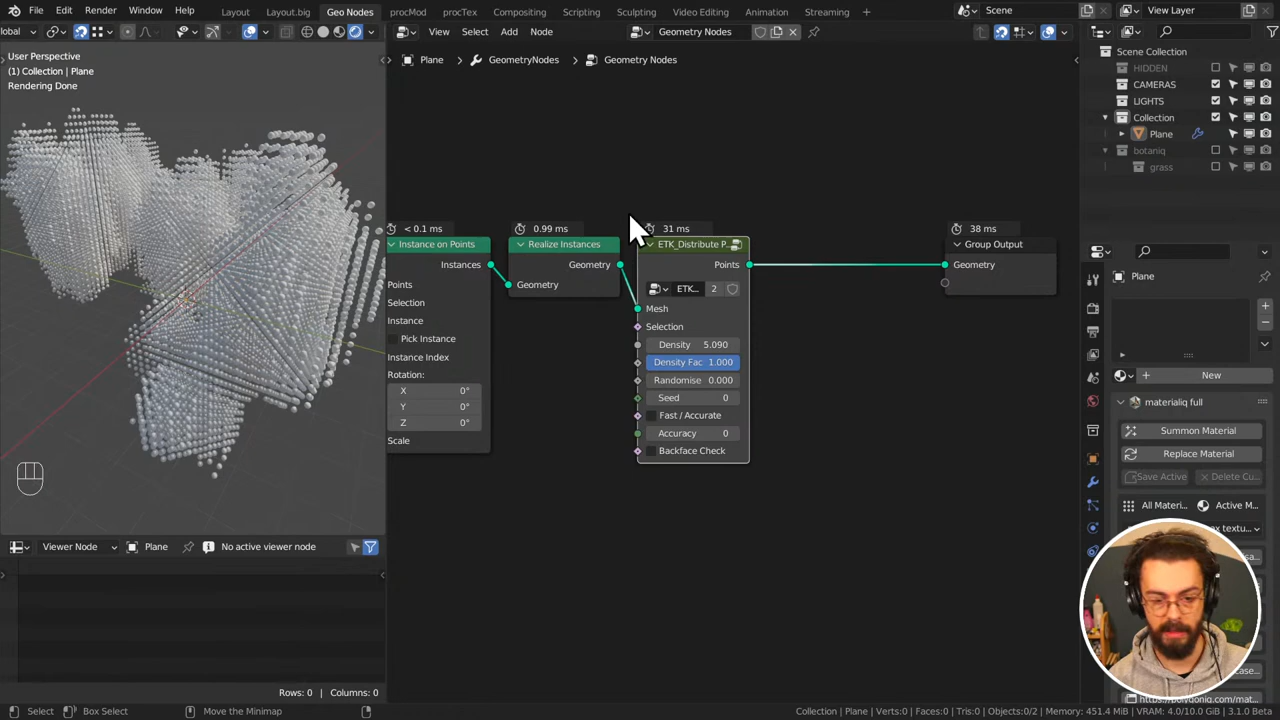 File Edit Render Window Help Layout Layout.big Geo Nodes procMod procTex Compositing Scripting Sculpting Video Editing Animation Streaming + Scene View Layer
lobal View Select Add Node Geometry Nodes
User Perspective
(1) Collection | Plane
Rendering Done
Plane > GeometryNodes > Geometry Nodes
Scene Collection
HIDDEN
CAMERAS
LIGHTS
Collection
Plane
botaniq
grass
< 0.1 ms
Instance on Points
Instances
Points
Selection
Instance
Pick Instance
Instance Index
Rotation:
X 0°
Y 0°
Z 0°
Scale
0.99 ms
Realize Instances
Geometry
Geometry
31 ms
ETK_Distribute P...
Points
ETK... 2
Mesh
Selection
Density 5.090
Density Fac 1.000
Randomise 0.000
Seed 0
Fast / Accurate
Accuracy 0
Backface Check
38 ms
Group Output
Geometry
Plane
New
materialiq full
Summon Material
Replace Material
Save Active Delete Cu...
All Materi... Active M...
Viewer Node Plane No active viewer node
Rows: 0 | Columns: 0
Select Box Select Move the Minimap Collection | Plane | Verts:0 | Faces:0 | Tris:0 | Objects:0/2 | Memory: 451.4 MiB | VRAM: 4.0/10.0 GiB | 3.1.0 Beta